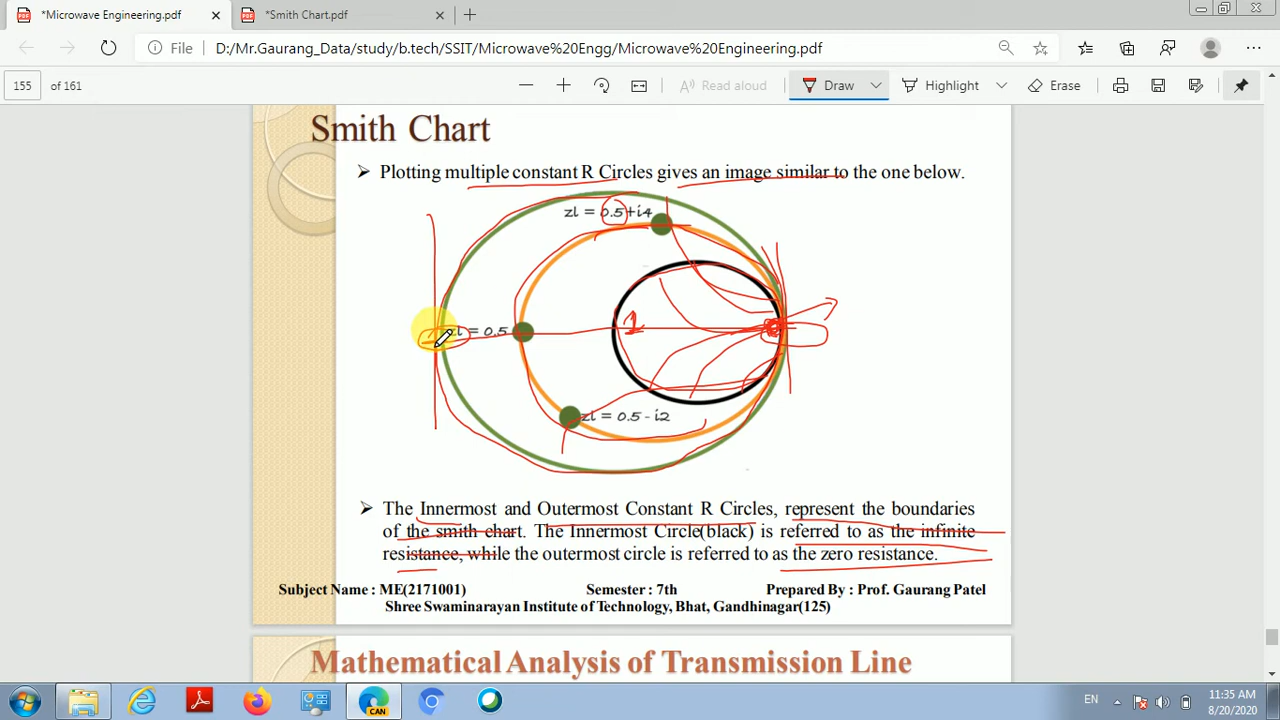 *Microwave Engineering.pdf
*Smith Chart.pdf
File D:/Mr.Gaurang_Data/study/b.tech/SSIT/Microwave%20Engg/Microwave%20Engineering.pdf
155 of 161
Read aloud Draw Highlight Erase
Smith Chart
Plotting multiple constant R Circles gives an image similar to the one below.
zl = 0.5+i4
zl = 0.5
1
zl = 0.5 - i2
The Innermost and Outermost Constant R Circles, represent the boundaries
of the smith chart. The Innermost Circle(black) is referred to as the infinite
resistance, while the outermost circle is referred to as the zero resistance.
Subject Name : ME(2171001) Semester : 7th Prepared By : Prof. Gaurang Patel
Shree Swaminarayan Institute of Technology, Bhat, Gandhinagar(125)
Mathematical Analysis of Transmission Line
CAN
EN
11:35 AM
8/20/2020